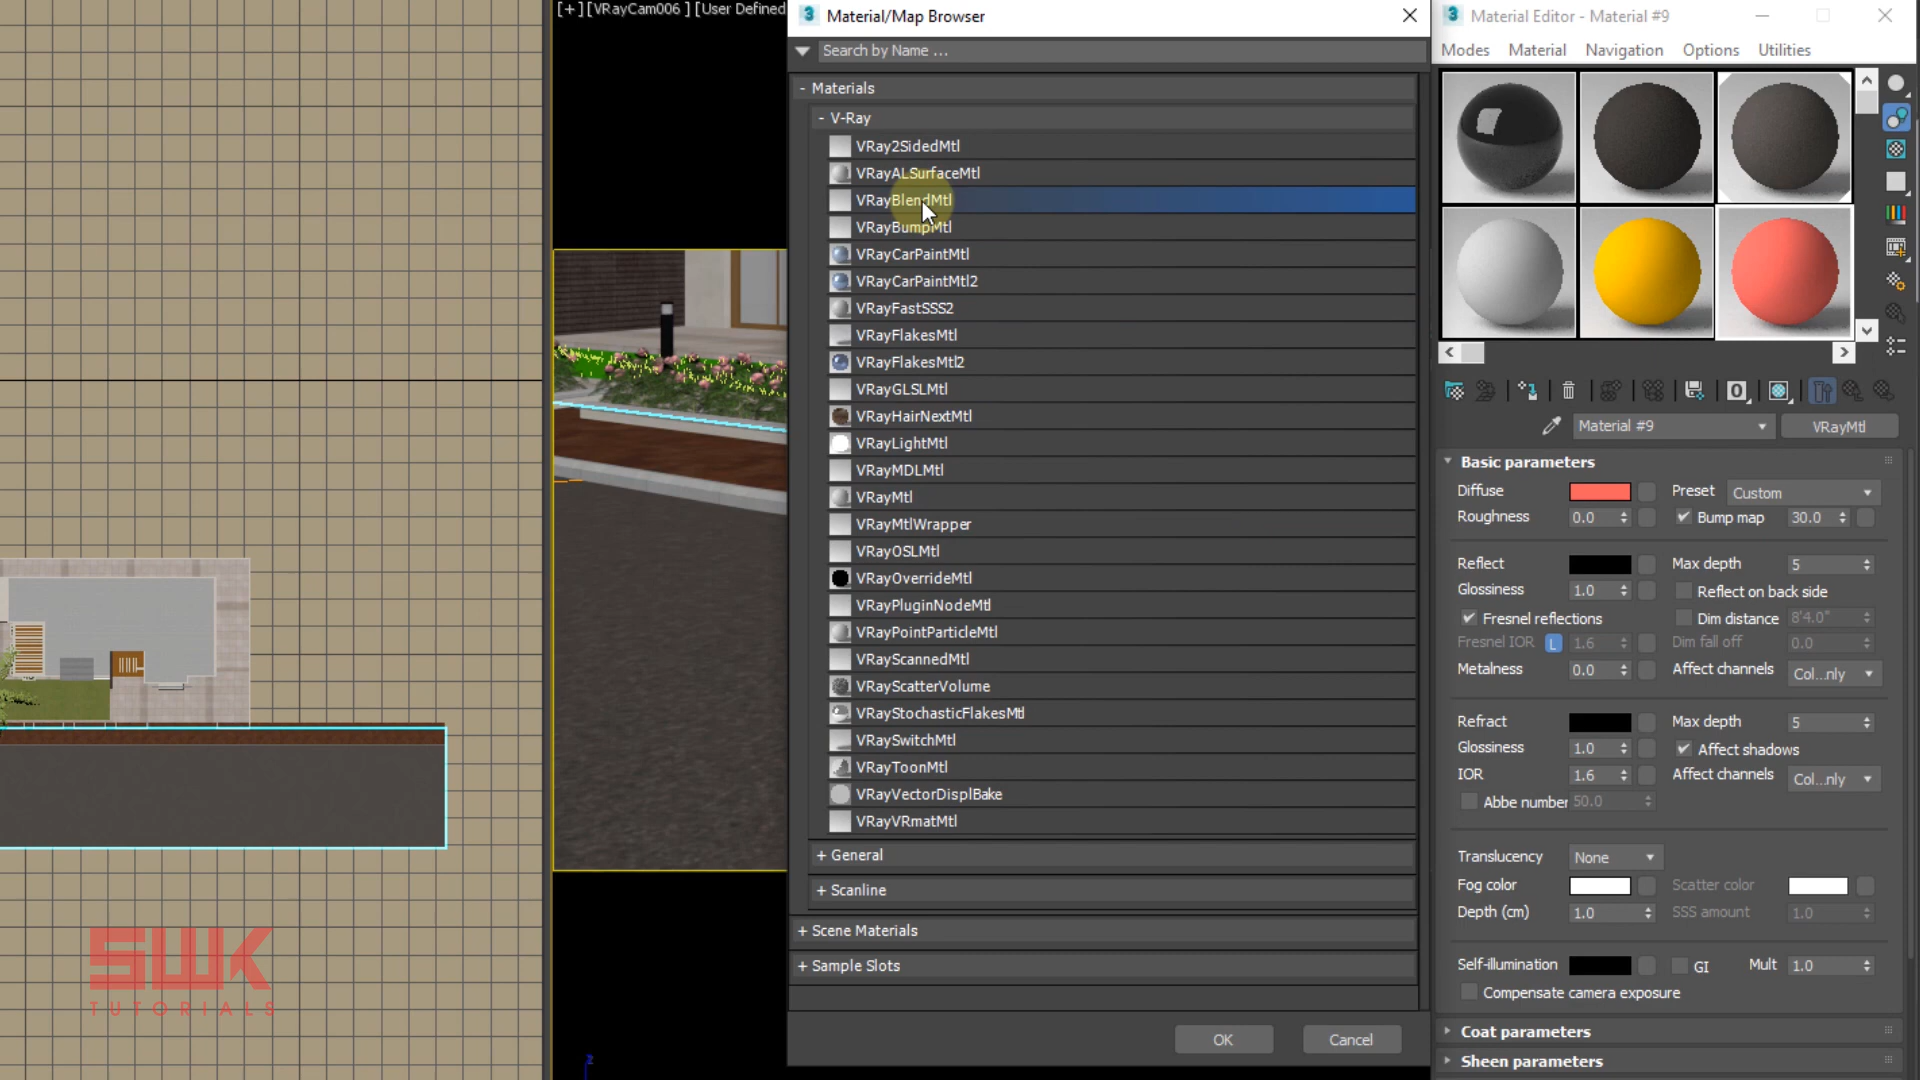 [+] [VRayCam006 ] [User Defined
SWK
TUTORIALS
3 Material/Map Browser
Search by Name ...
- Materials
- V-Ray
VRay2SidedMtl
VRayALSurfaceMtl
VRayBlendMtl
VRayBumpMtl
VRayCarPaintMtl
VRayCarPaintMtl2
VRayFastSSS2
VRayFlakesMtl
VRayFlakesMtl2
VRayGLSLMtl
VRayHairNextMtl
VRayLightMtl
VRayMDLMtl
VRayMtl
VRayMtlWrapper
VRayOSLMtl
VRayOverrideMtl
VRayPluginNodeMtl
VRayPointParticleMtl
VRayScannedMtl
VRayScatterVolume
VRayStochasticFlakesMtl
VRaySwitchMtl
VRayToonMtl
VRayVectorDisplBake
VRayVRmatMtl
+ General
+ Scanline
+ Scene Materials
+ Sample Slots
OK Cancel
3 Material Editor - Material #9
Modes Material Navigation Options Utilities
Material #9 VRayMtl
Basic parameters
Diffuse Preset Custom
Roughness 0.0 Bump map 30.0
Reflect Max depth 5
Glossiness 1.0 Reflect on back side
Fresnel reflections Dim distance 8'4.0"
Fresnel IOR L 1.6 Dim fall off 0.0
Metalness 0.0 Affect channels Col...nly
Refract Max depth 5
Glossiness 1.0 Affect shadows
IOR 1.6 Affect channels Col...nly
Abbe number 50.0
Translucency None
Fog color Scatter color
Depth (cm) 1.0 SSS amount 1.0
Self-illumination GI Mult 1.0
Compensate camera exposure
Coat parameters
Sheen parameters